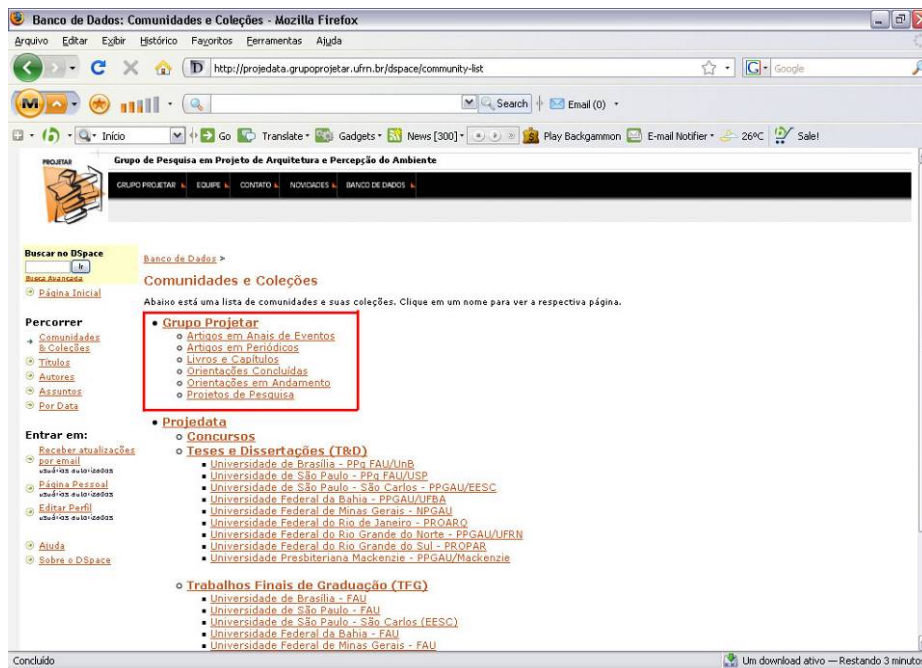 Banco de Dados: Comunidades e Coleções - Mozilla Firefox
Arquivo Editar Exibir Histórico Favoritos Ferramentas Ajuda
http://projedata.grupoprojetar.ufrn.br/dspace/community-list
Google
Search Email (0)
Início Go Translate Gadgets News [300] Play Backgammon E-mail Notifier 26ºC Sale!
PROJETAR
Grupo de Pesquisa em Projeto de Arquitetura e Percepção do Ambiente
GRUPO PROJETAR EQUIPE CONTATO NOVIDADES BANCO DE DADOS
Buscar no DSpace
Ir
Busca Avançada
Página Inicial
Percorrer
Comunidades
& Coleções
Títulos
Autores
Assuntos
Por Data
Entrar em:
Receber atualizações
por email
usuários autorizados
Página Pessoal
usuários autorizados
Editar Perfil
usuários autorizados
Ajuda
Sobre o DSpace
Banco de Dados >
Comunidades e Coleções
Abaixo está uma lista de comunidades e suas coleções. Clique em um nome para ver a respectiva página.
Grupo Projetar
Artigos em Anais de Eventos
Artigos em Periódicos
Livros e Capítulos
Orientações Concluídas
Orientações em Andamento
Projetos de Pesquisa
Projedata
Concursos
Teses e Dissertações (T&D)
Universidade de Brasília - PPg FAU/UnB
Universidade de São Paulo - PPg FAU/USP
Universidade de São Paulo - São Carlos - PPGAU/EESC
Universidade Federal da Bahia - PPGAU/UFBA
Universidade Federal de Minas Gerais - NPGAU
Universidade Federal do Rio de Janeiro - PROARQ
Universidade Federal do Rio Grande do Norte - PPGAU/UFRN
Universidade Federal do Rio Grande do Sul - PROPAR
Universidade Presbiteriana Mackenzie - PPGAU/Mackenzie
Trabalhos Finais de Graduação (TFG)
Universidade de Brasília - FAU
Universidade de São Paulo - FAU
Universidade de São Paulo - São Carlos (EESC)
Universidade Federal da Bahia - FAU
Universidade Federal de Minas Gerais - FAU
Concluído
Um download ativo — Restando 3 minutos